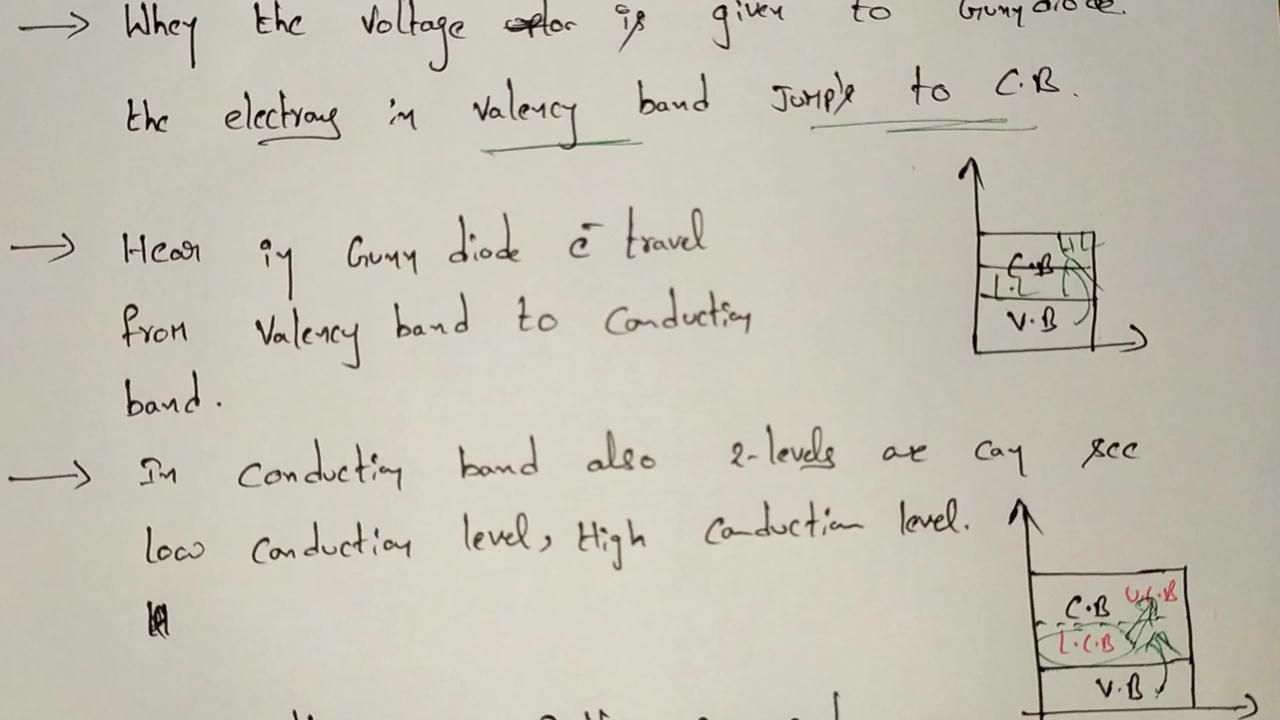 → When the voltage is given to Gunn diode.
the electrons in valency band Jumps to C.B.
→ Hear in Gunn diode e⁻ travel
from valency band to conduction
band.
C.B
L.L
V.B
→ In conduction band also 2-levels are can see
low conduction level, High conduction level.
C.B U.C.B
L.C.B
V.B